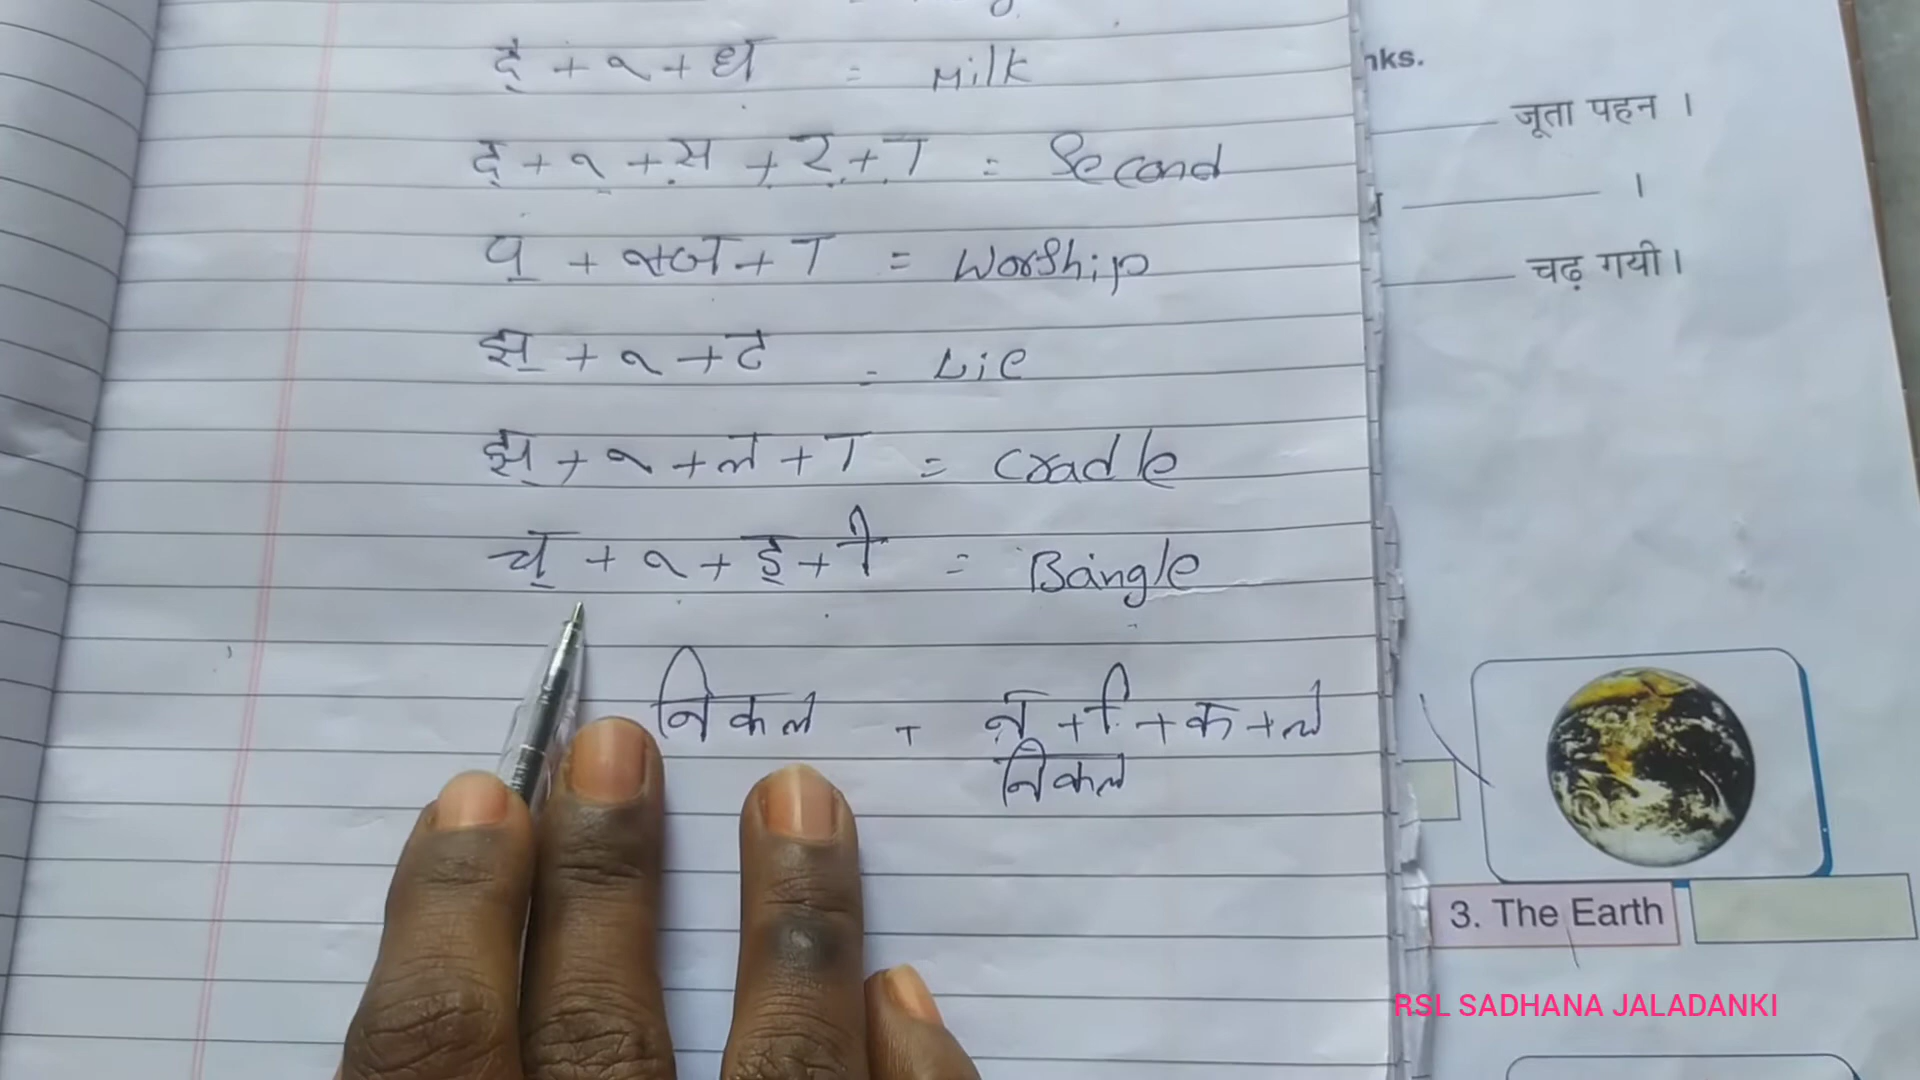 द् + ू + ध = Milk
द् + ू + स + र + ा = Second
प् + ू + ज + ा = Worship
झ् + ू + ट = Lie
झ् + ू + ल + ा = Cradle
च् + ू + ड़ + ी = Bangle
निकल - न् + ि + क + ल
निकल
nks.
जूता पहन ।
।
चढ़ गयी।
3. The Earth
RSL SADHANA JALADANKI